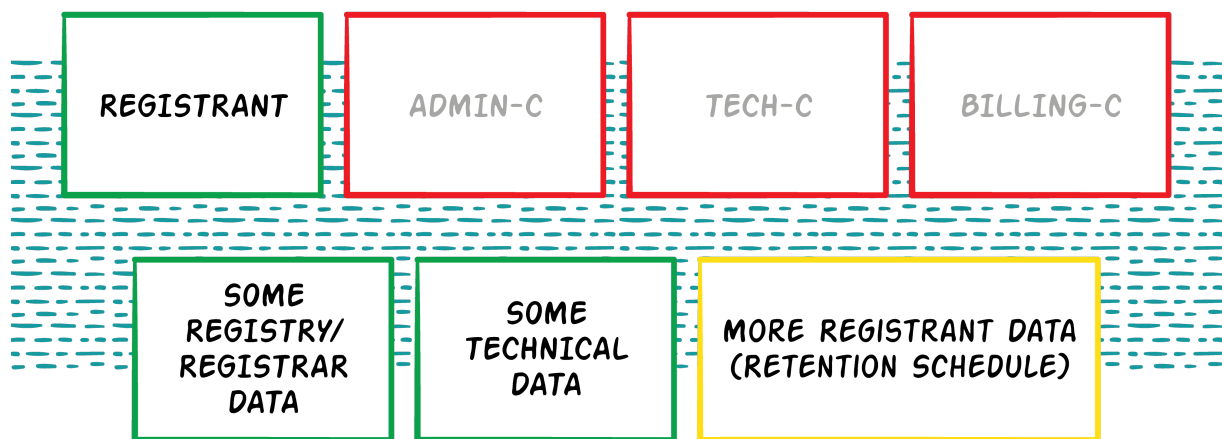 REGISTRANT
ADMIN-C
TECH-C
BILLING-C
SOME
REGISTRY/
REGISTRAR
DATA
SOME
TECHNICAL
DATA
MORE REGISTRANT DATA
(RETENTION SCHEDULE)